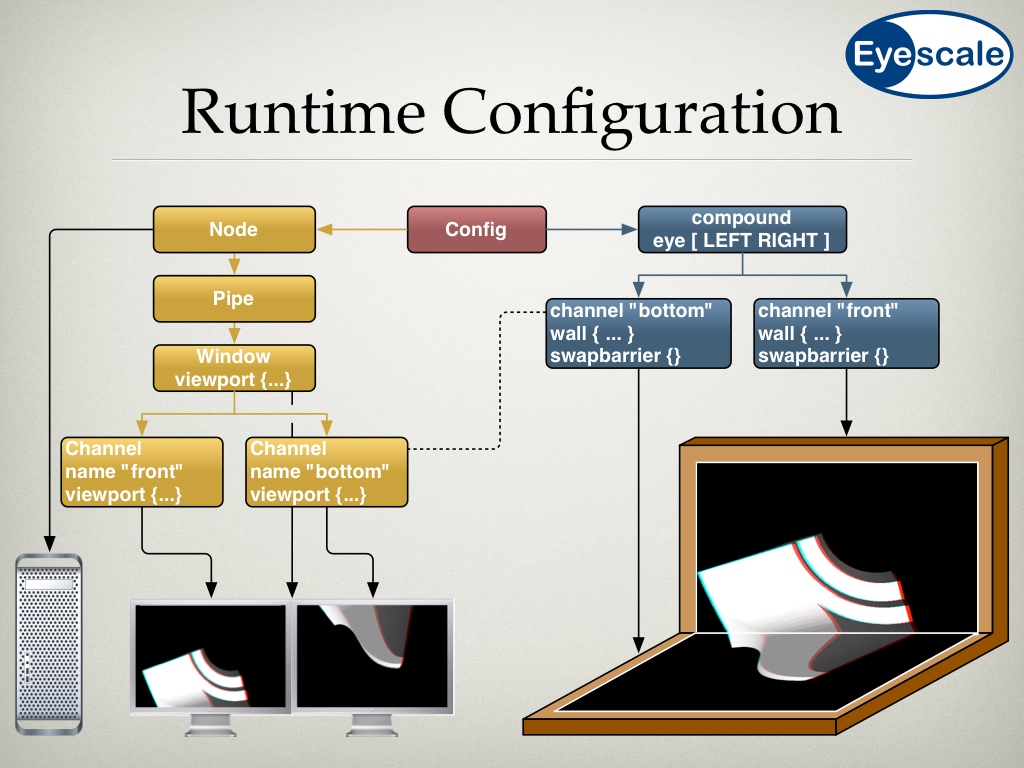 Eyescale
Runtime Configuration
Node
Config
compound
eye [ LEFT RIGHT ]
Pipe
channel "bottom"
wall { ... }
swapbarrier {}
channel "front"
wall { ... }
swapbarrier {}
Window
viewport {...}
Channel
name "front"
viewport {...}
Channel
name "bottom"
viewport {...}